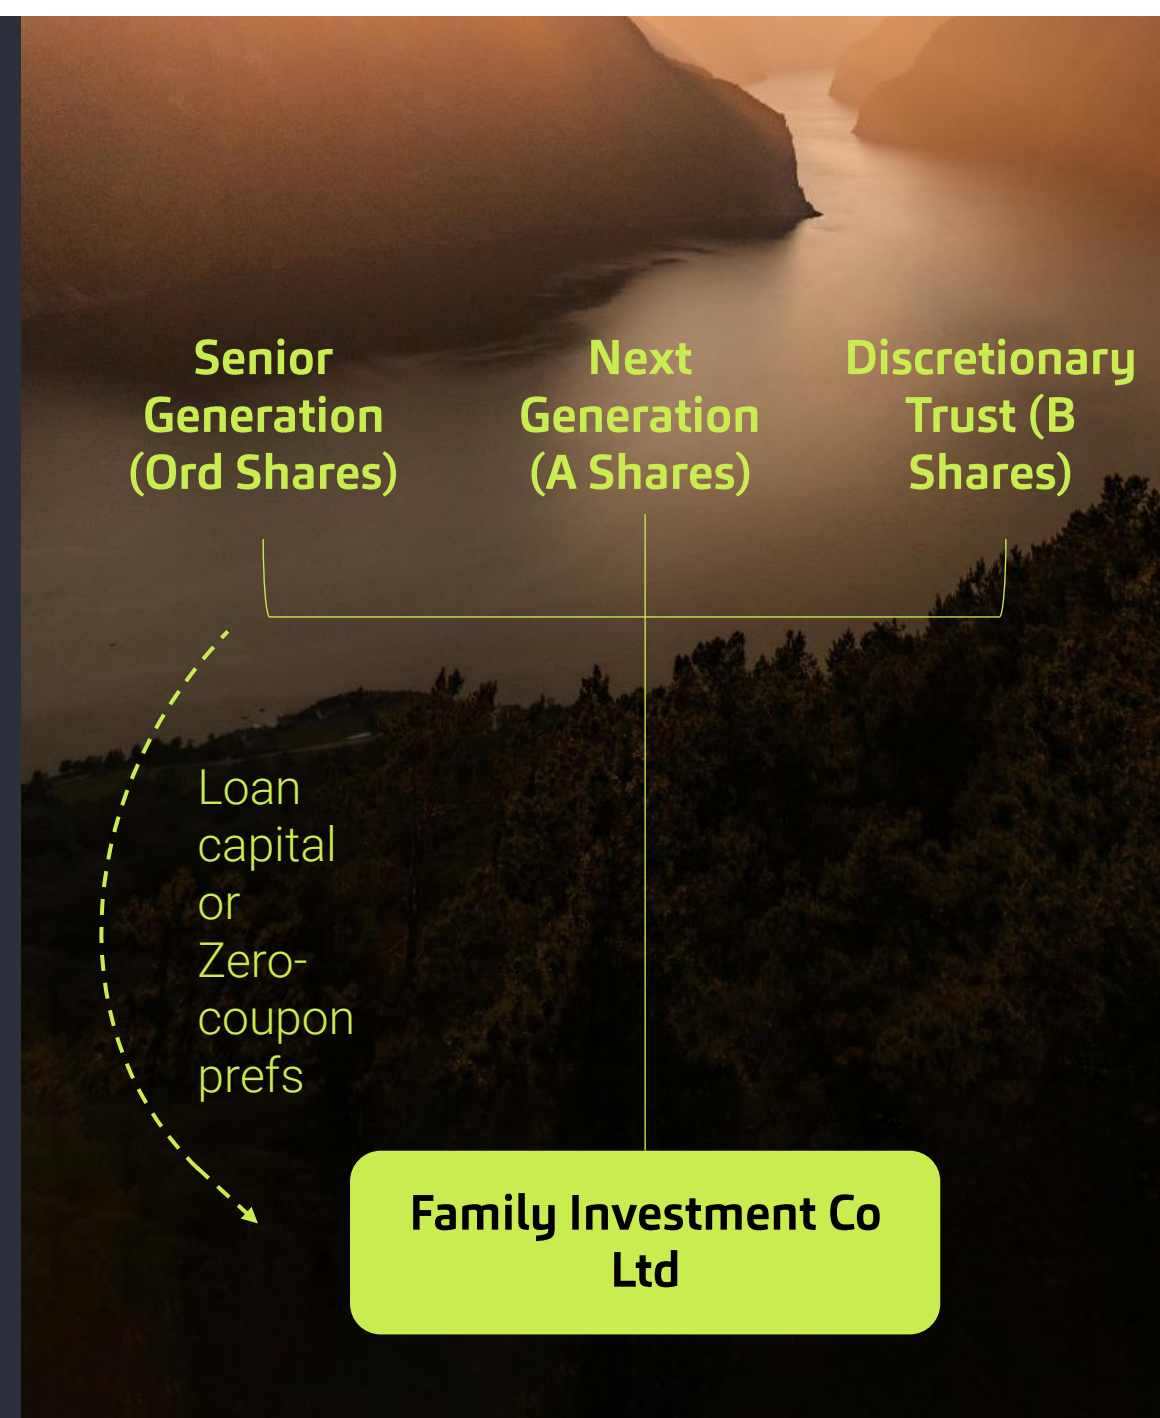 Senior
Generation
(Ord Shares)
Next
Generation
(A Shares)
Discretionary
Trust (B
Shares)
Loan
capital
or
Zero-
coupon
prefs
Family Investment Co
Ltd